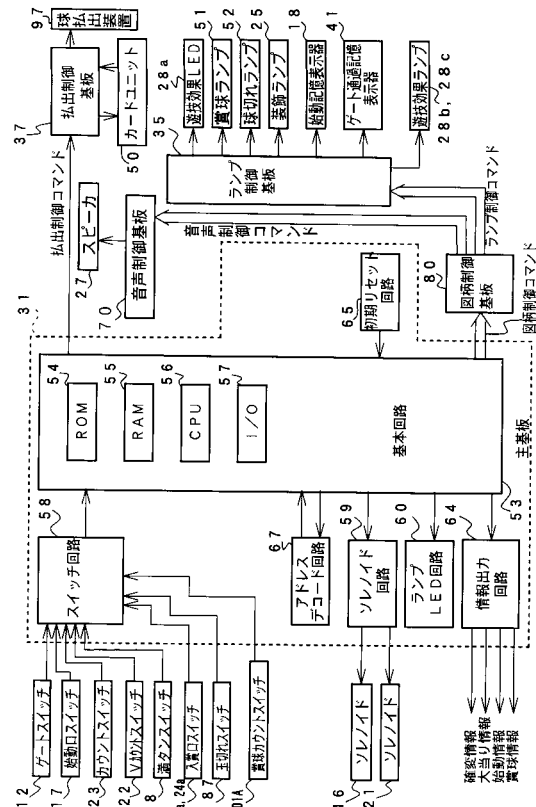 31
12
ゲートスイッチ
17
始動口スイッチ
23
カウントスイッチ
22
Vカウントスイッチ
8
満タンスイッチ
a, 24a
入賞口スイッチ
87
玉切れスイッチ
01A
賞球カウントスイッチ
58
スイッチ回路
54
ROM
55
RAM
56
CPU
57
I/O
基本回路
53
主基板
65
初期リセット
回路
67
アドレス
デコード回路
59
ソレノイド
回路
60
ランプ
LED回路
64
情報出力
回路
16
ソレノイド
21
ソレノイド
確変情報
大当り情報
始動情報
賞球情報
払出制御コマンド
37
払出制御
基板
97
球払出装置
50
カードユニット
27
スピーカ
70
音声制御基板
音声制御コマンド
35
ランプ
制御
基板
28a
遊技効果LED
51
賞球ランプ
52
球切れランプ
25
装飾ランプ
18
始動記憶表示器
41
ゲート通過記憶
表示器
遊技効果ランプ
28b, 28c
ランプ制御コマンド
80
図柄制御
基板
図柄制御コマンド